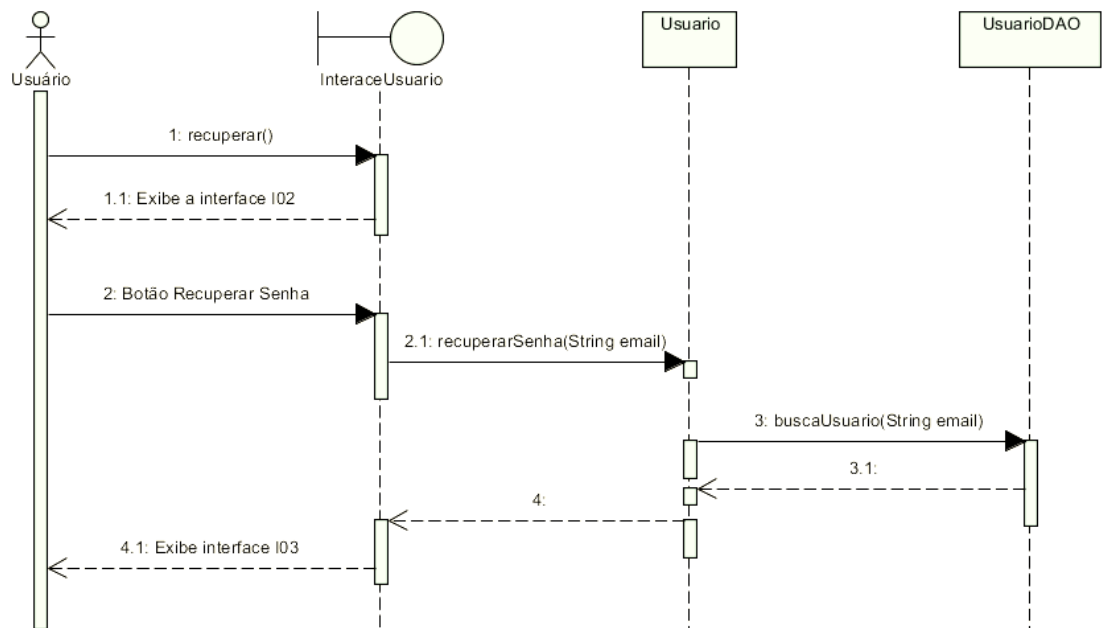 Usuario
UsuarioDAO
Usuário
InteraceUsuario
1: recuperar()
1.1: Exibe a interface I02
2: Botão Recuperar Senha
2.1: recuperarSenha(String email)
3: buscaUsuario(String email)
3.1:
4:
4.1: Exibe interface I03